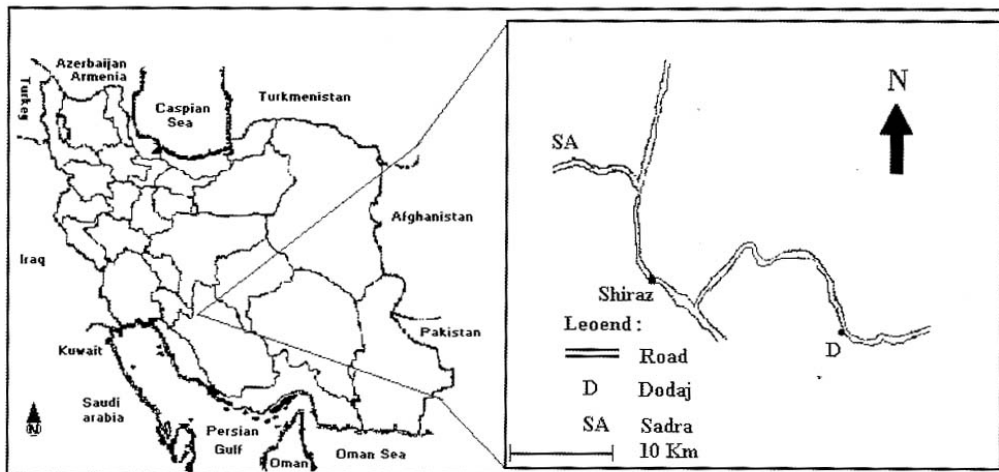 Azerbaijan
Armenia
Turkey
Caspian
Sea
Turkmenistan
Afghanistan
Iraq
Pakistan
Kuwait
Saudi
arabia
Persian
Gulf
Oman
Oman Sea
N
N
SA
Shiraz
D
Leoend :
Road
D Dodaj
SA Sadra
10 Km